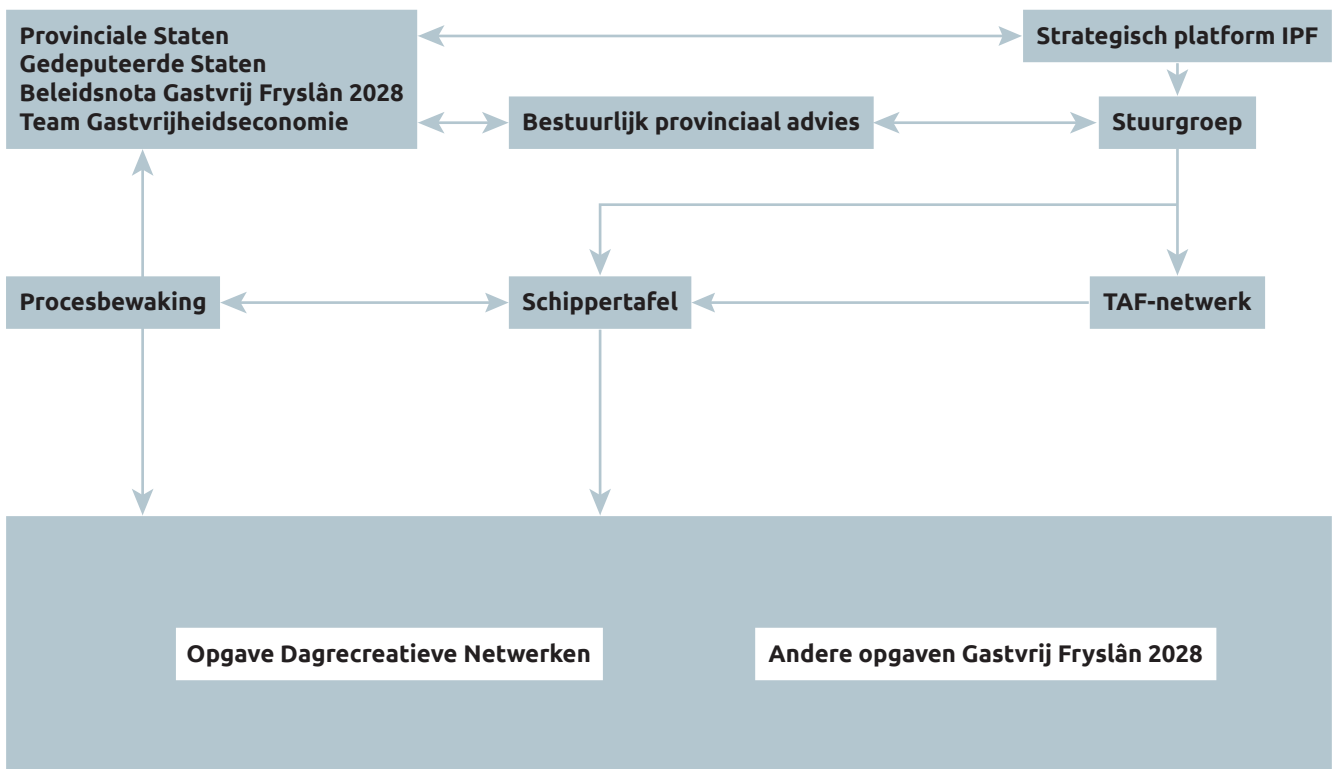 Provinciale Staten
Gedeputeerde Staten
Beleidsnota Gastvrij Fryslân 2028
Team Gastvrijheidseconomie
Strategisch platform IPF
Bestuurlijk provinciaal advies
Stuurgroep
Procesbewaking
Schippertafel
TAF-netwerk
Opgave Dagrecreatieve Netwerken
Andere opgaven Gastvrij Fryslân 2028